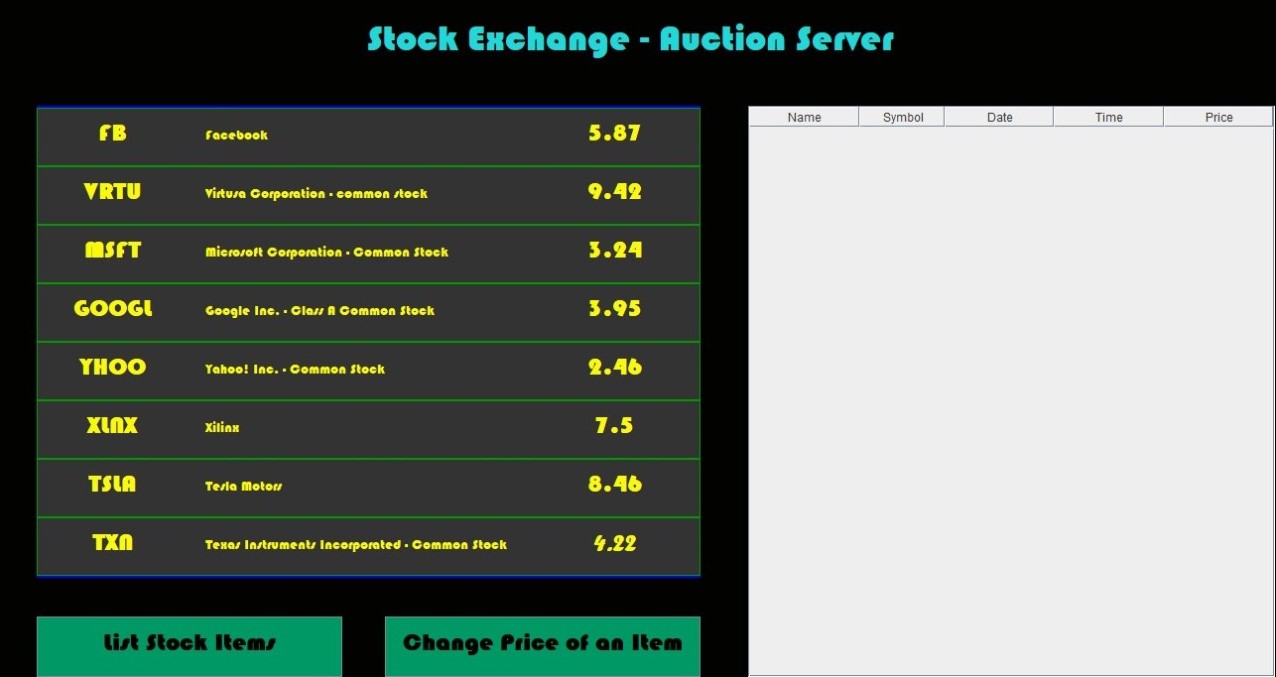 Stock Exchange - Auction Server
FB Facebook 5.87
VRTU Virtusa Corporation - common stock 9.42
MSFT Microsoft Corporation - Common Stock 3.24
GOOGL Google Inc. - Class A Common Stock 3.95
YHOO Yahoo! Inc. - Common Stock 2.46
XLNX Xilinx 7.5
TSLA Tesla Motors 8.46
TXN Texas Instruments Incorporated - Common Stock 4.22
List Stock Items Change Price of an Item
Name Symbol Date Time Price